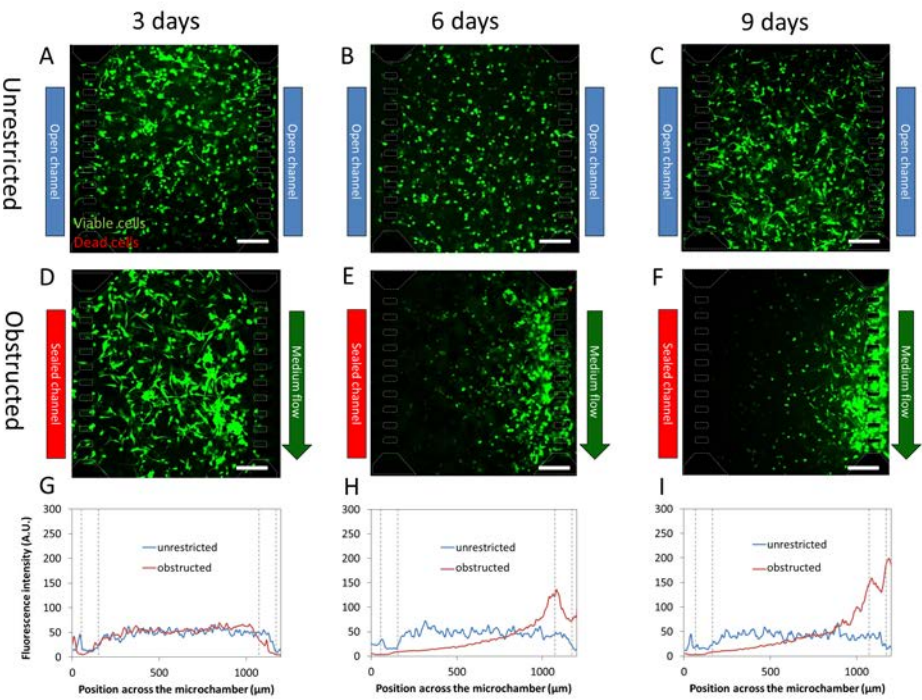 3 days
6 days
9 days
Unrestricted
A
B
C
Open channel
Open channel
Open channel
Open channel
Open channel
Open channel
Viable cells
Dead cells
Obstructed
D
E
F
Sealed channel
Medium flow
Sealed channel
Medium flow
Sealed channel
Medium flow
G
H
I
Fluorescence intensity (A.U.)
300
250
200
150
100
50
0
unrestricted
obstructed
0
500
1000
Position across the microchamber (µm)
300
250
200
150
100
50
0
unrestricted
obstructed
0
500
1000
Position across the microchamber (µm)
300
250
200
150
100
50
0
unrestricted
obstructed
0
500
1000
Position across the microchamber (µm)